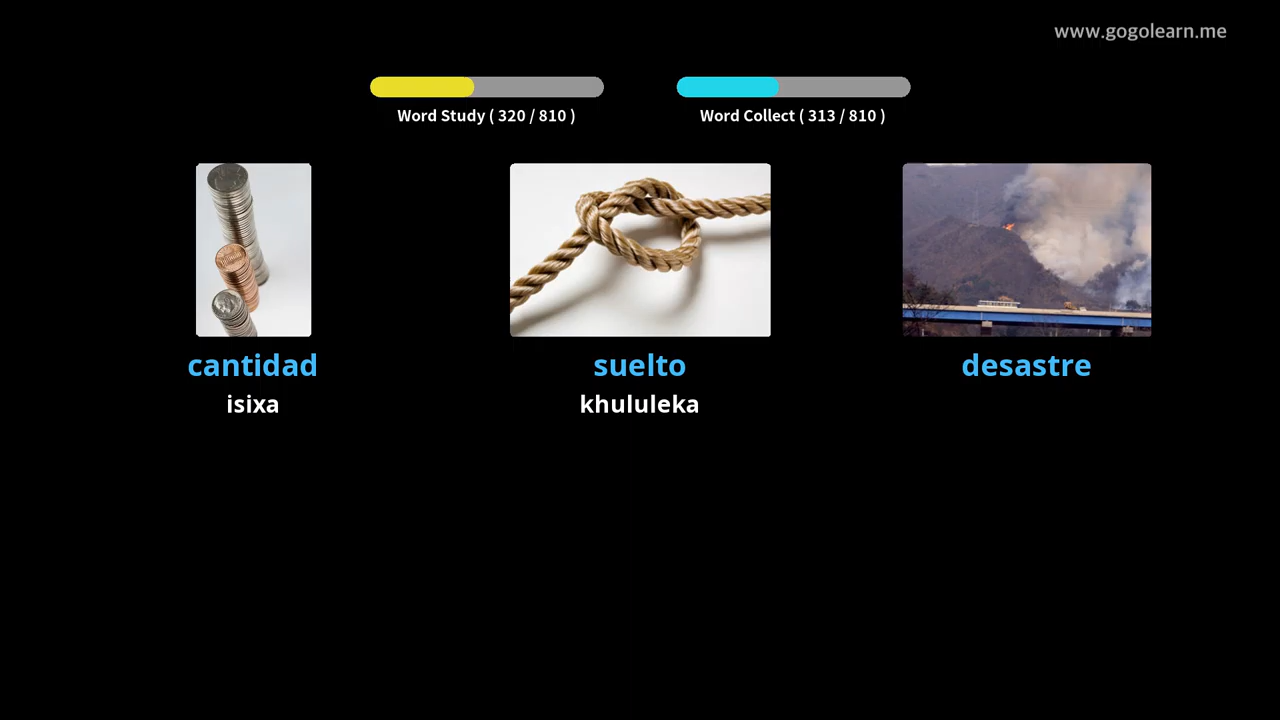 www.gogolearn.me
Word Study ( 320 / 810 )
Word Collect ( 313 / 810 )
cantidad
suelto
desastre
isixa
khululeka